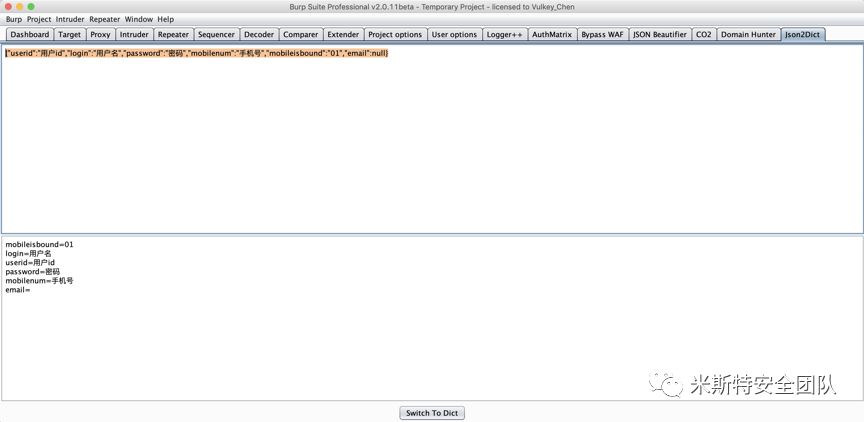 Burp Suite Professional v2.0.11beta - Temporary Project - licensed to Vulkey_Chen
Burp Project Intruder Repeater Window Help
Dashboard Target Proxy Intruder Repeater Sequencer Decoder Comparer Extender Project options User options Logger++ AuthMatrix Bypass WAF JSON Beautifier CO2 Domain Hunter Json2Dict
{"userid":"用户id","login":"用户名","password":"密码","mobilenum":"手机号","mobileisbound":"01","email":null}
mobileisbound=01
login=用户名
userid=用户id
password=密码
mobilenum=手机号
email=
米斯特安全团队
Switch To Dict